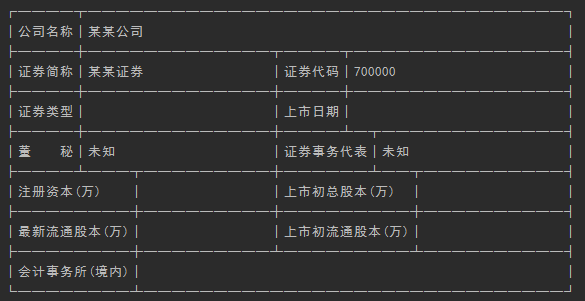 公司名称 某某公司
证券简称 某某证券 证券代码 700000
证券类型 上市日期
董  秘 未知 证券事务代表 未知
注册资本(万) 上市初总股本(万)
最新流通股本(万) 上市初流通股本(万)
会计事务所(境内)